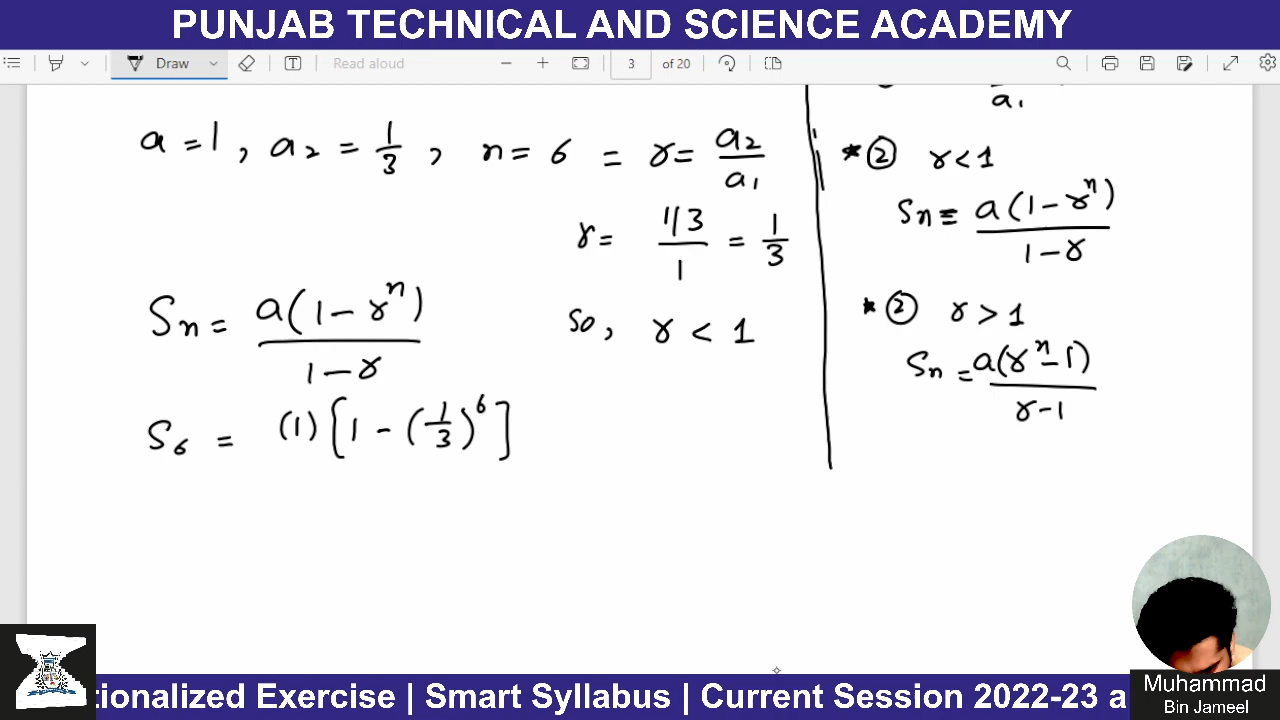 PUNJAB TECHNICAL AND SCIENCE ACADEMY
Draw
Read aloud
3 of 20
a = 1 , a₂ = 1/3 , n = 6 = r = a₂/a₁
r = (1/3)/1 = 1/3
Sₙ = a(1 - rⁿ)/(1 - r)
So, r < 1
S₆ = (1)[1 - (1/3)⁶]
a₁
* ② r < 1
Sₙ = a(1 - rⁿ)/(1 - r)
* ② r > 1
Sₙ = a(rⁿ - 1)/(r - 1)
Muhammad
Bin Jameel
tionalized Exercise | Smart Syllabus | Current Session 2022-23 a